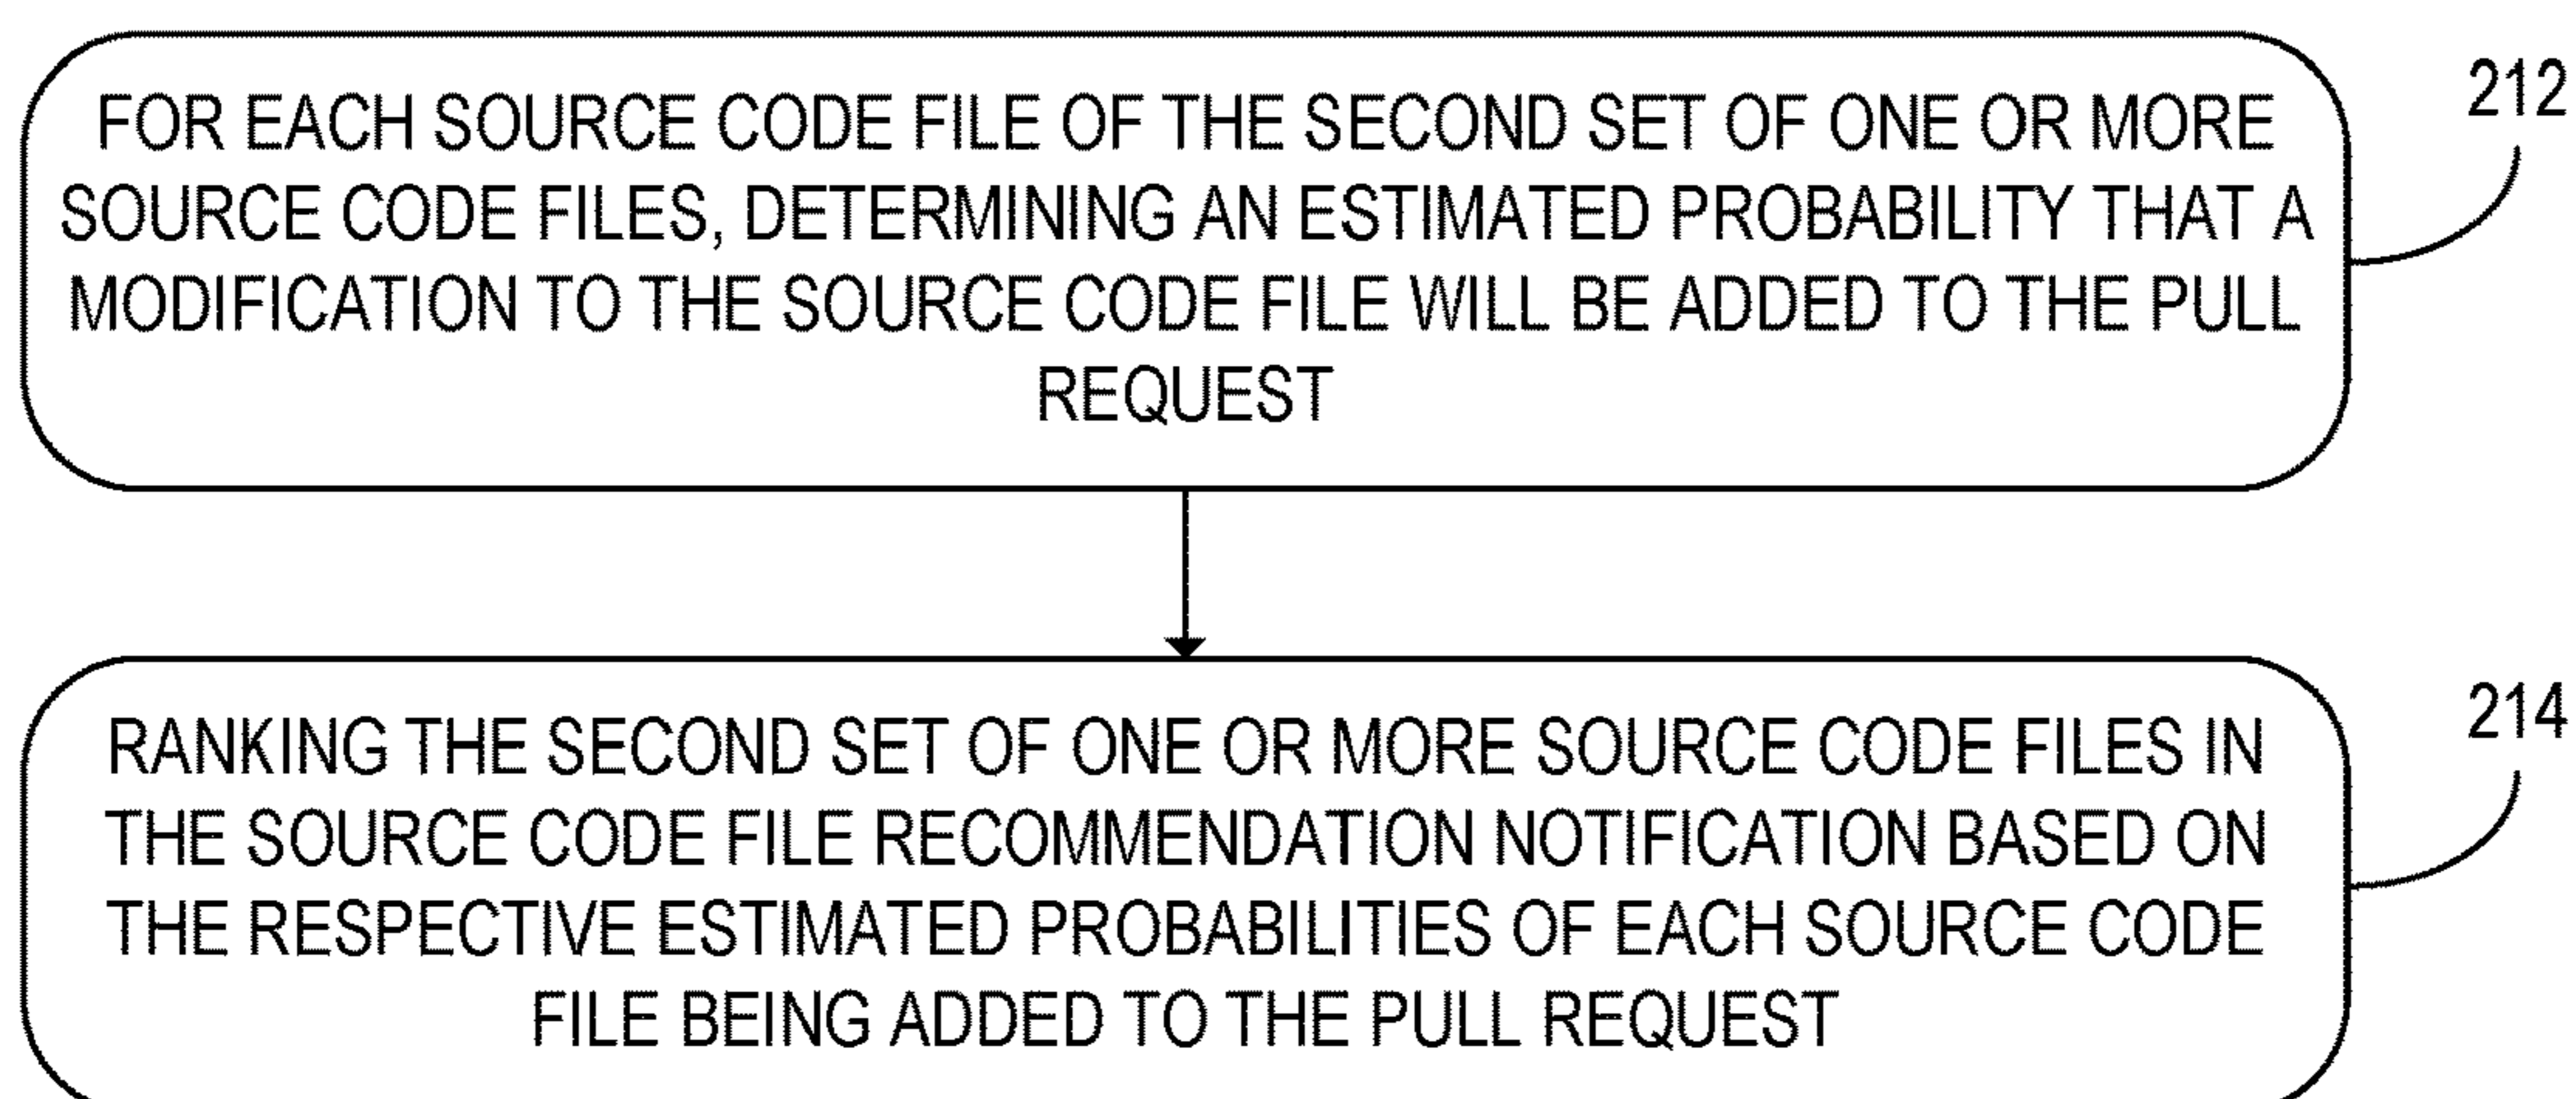 FOR EACH SOURCE CODE FILE OF THE SECOND SET OF ONE OR MORE
SOURCE CODE FILES, DETERMINING AN ESTIMATED PROBABILITY THAT A
MODIFICATION TO THE SOURCE CODE FILE WILL BE ADDED TO THE PULL
REQUEST
212
RANKING THE SECOND SET OF ONE OR MORE SOURCE CODE FILES IN
THE SOURCE CODE FILE RECOMMENDATION NOTIFICATION BASED ON
THE RESPECTIVE ESTIMATED PROBABILITIES OF EACH SOURCE CODE
FILE BEING ADDED TO THE PULL REQUEST
214